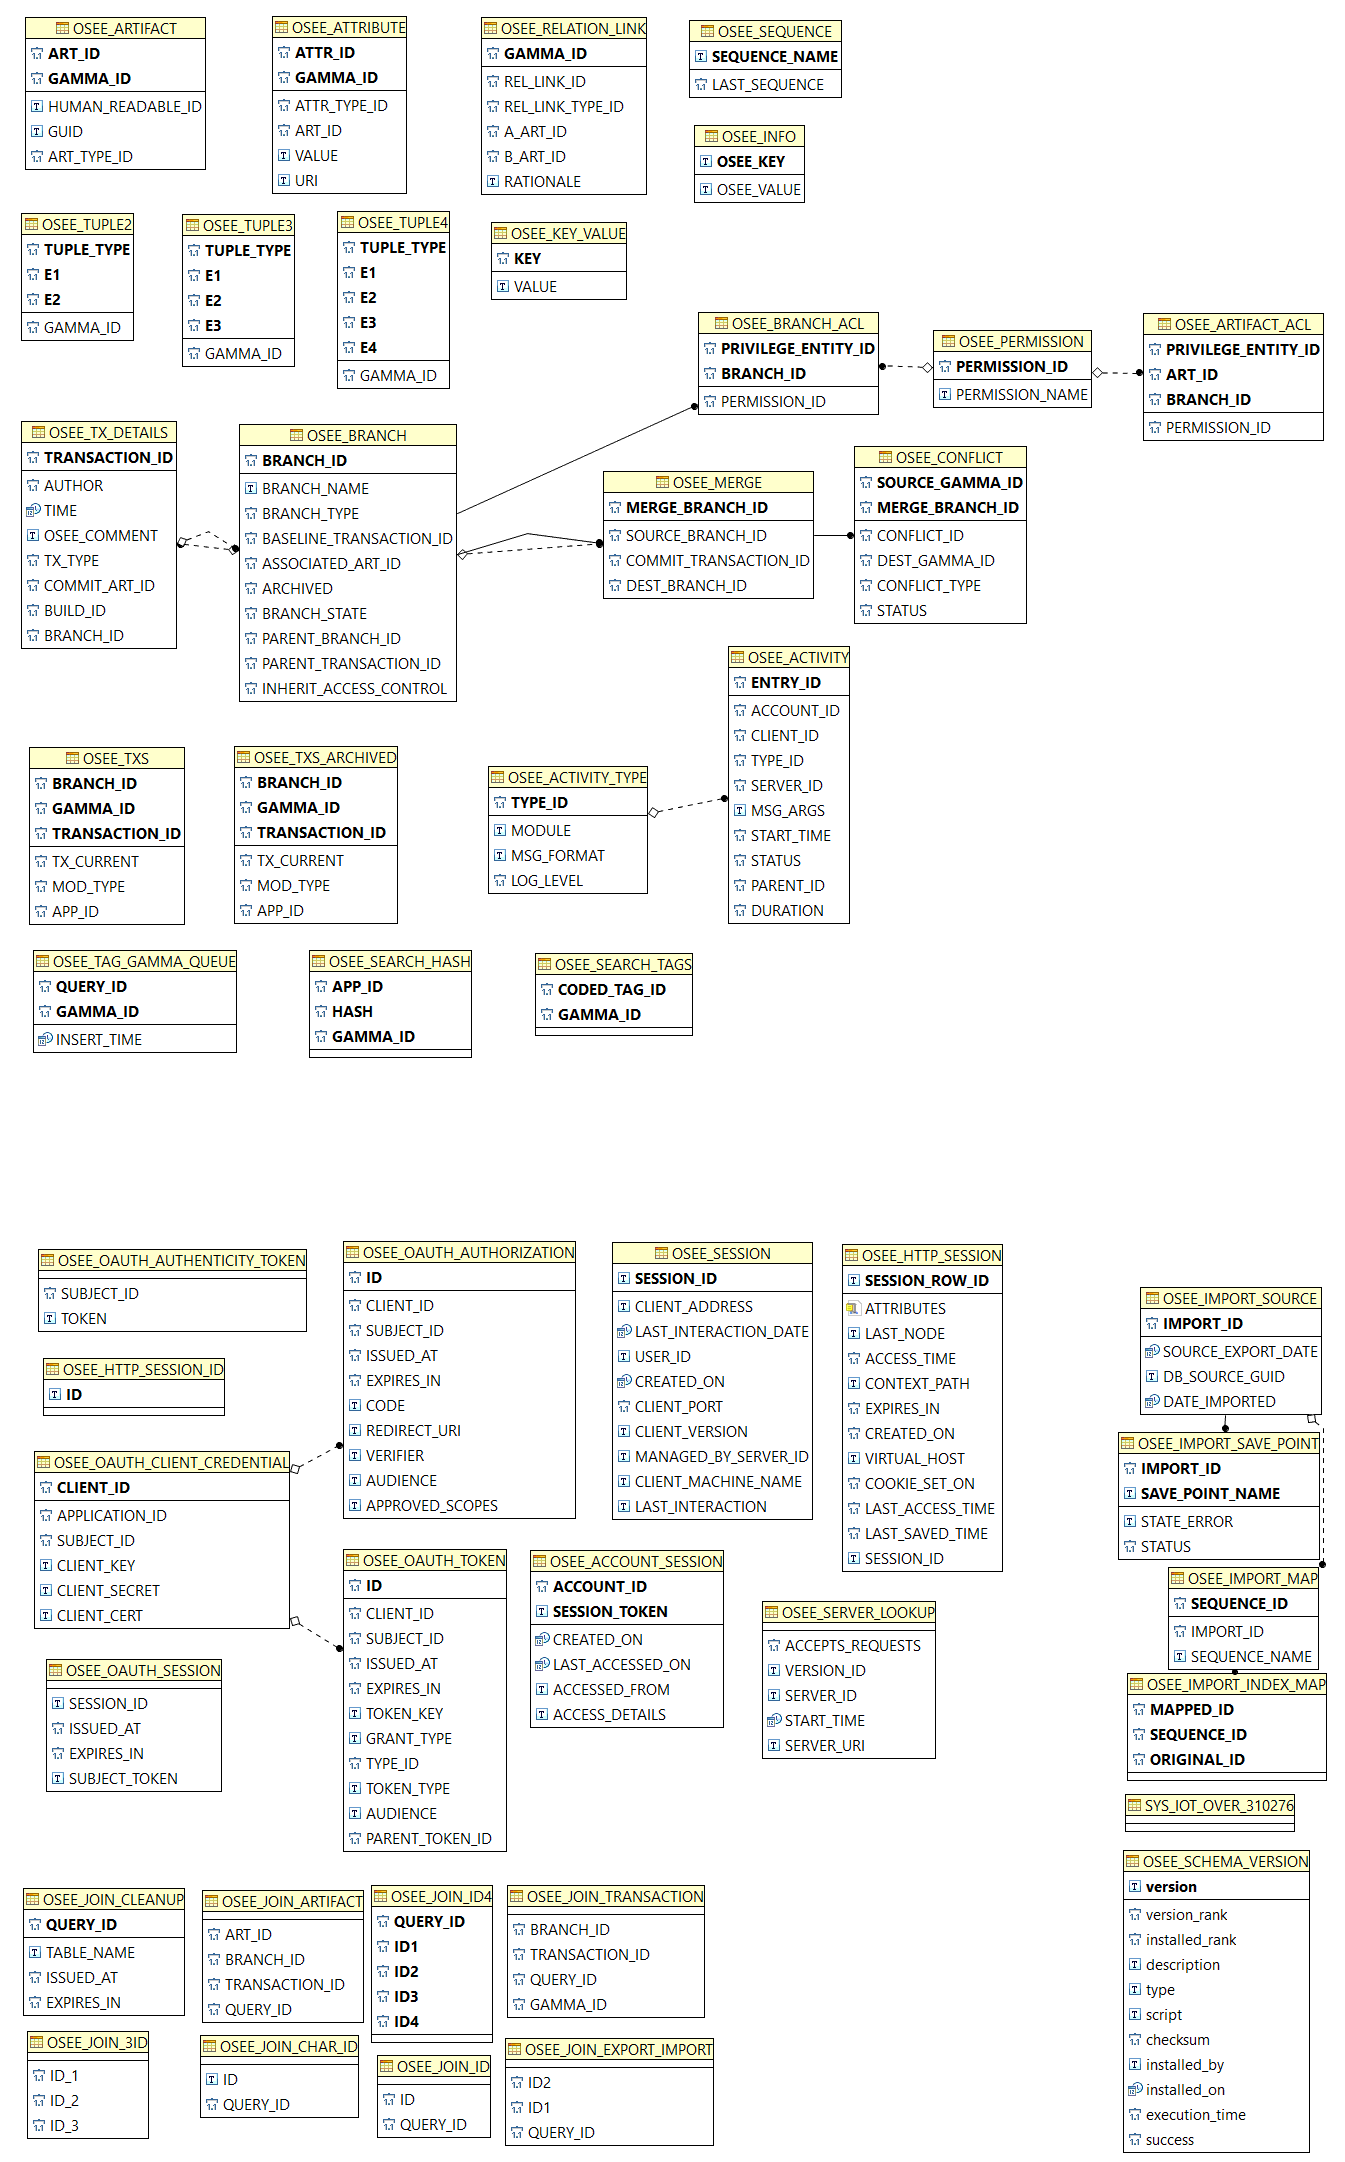 OSEE_ARTIFACT
ART_ID
GAMMA_ID
HUMAN_READABLE_ID
GUID
ART_TYPE_ID
OSEE_ATTRIBUTE
ATTR_ID
GAMMA_ID
ATTR_TYPE_ID
ART_ID
VALUE
URI
OSEE_RELATION_LINK
GAMMA_ID
REL_LINK_ID
REL_LINK_TYPE_ID
A_ART_ID
B_ART_ID
RATIONALE
OSEE_SEQUENCE
SEQUENCE_NAME
LAST_SEQUENCE
OSEE_INFO
OSEE_KEY
OSEE_VALUE
OSEE_TUPLE2
TUPLE_TYPE
E1
E2
GAMMA_ID
OSEE_TUPLE3
TUPLE_TYPE
E1
E2
E3
GAMMA_ID
OSEE_TUPLE4
TUPLE_TYPE
E1
E2
E3
E4
GAMMA_ID
OSEE_KEY_VALUE
KEY
VALUE
OSEE_BRANCH_ACL
PRIVILEGE_ENTITY_ID
BRANCH_ID
PERMISSION_ID
OSEE_PERMISSION
PERMISSION_ID
PERMISSION_NAME
OSEE_ARTIFACT_ACL
PRIVILEGE_ENTITY_ID
ART_ID
BRANCH_ID
PERMISSION_ID
OSEE_TX_DETAILS
TRANSACTION_ID
AUTHOR
TIME
OSEE_COMMENT
TX_TYPE
COMMIT_ART_ID
BUILD_ID
BRANCH_ID
OSEE_BRANCH
BRANCH_ID
BRANCH_NAME
BRANCH_TYPE
BASELINE_TRANSACTION_ID
ASSOCIATED_ART_ID
ARCHIVED
BRANCH_STATE
PARENT_BRANCH_ID
PARENT_TRANSACTION_ID
INHERIT_ACCESS_CONTROL
OSEE_MERGE
MERGE_BRANCH_ID
SOURCE_BRANCH_ID
COMMIT_TRANSACTION_ID
DEST_BRANCH_ID
OSEE_CONFLICT
SOURCE_GAMMA_ID
MERGE_BRANCH_ID
CONFLICT_ID
DEST_GAMMA_ID
CONFLICT_TYPE
STATUS
OSEE_ACTIVITY
ENTRY_ID
ACCOUNT_ID
CLIENT_ID
TYPE_ID
SERVER_ID
MSG_ARGS
START_TIME
STATUS
PARENT_ID
DURATION
OSEE_TXS
BRANCH_ID
GAMMA_ID
TRANSACTION_ID
TX_CURRENT
MOD_TYPE
APP_ID
OSEE_TXS_ARCHIVED
BRANCH_ID
GAMMA_ID
TRANSACTION_ID
TX_CURRENT
MOD_TYPE
APP_ID
OSEE_ACTIVITY_TYPE
TYPE_ID
MODULE
MSG_FORMAT
LOG_LEVEL
OSEE_TAG_GAMMA_QUEUE
QUERY_ID
GAMMA_ID
INSERT_TIME
OSEE_SEARCH_HASH
APP_ID
HASH
GAMMA_ID
OSEE_SEARCH_TAGS
CODED_TAG_ID
GAMMA_ID
OSEE_OAUTH_AUTHENTICITY_TOKEN
SUBJECT_ID
TOKEN
OSEE_HTTP_SESSION_ID
ID
OSEE_OAUTH_CLIENT_CREDENTIAL
CLIENT_ID
APPLICATION_ID
SUBJECT_ID
CLIENT_KEY
CLIENT_SECRET
CLIENT_CERT
OSEE_OAUTH_SESSION
SESSION_ID
ISSUED_AT
EXPIRES_IN
SUBJECT_TOKEN
OSEE_OAUTH_AUTHORIZATION
ID
CLIENT_ID
SUBJECT_ID
ISSUED_AT
EXPIRES_IN
CODE
REDIRECT_URI
VERIFIER
AUDIENCE
APPROVED_SCOPES
OSEE_OAUTH_TOKEN
ID
CLIENT_ID
SUBJECT_ID
ISSUED_AT
EXPIRES_IN
TOKEN_KEY
GRANT_TYPE
TYPE_ID
TOKEN_TYPE
AUDIENCE
PARENT_TOKEN_ID
OSEE_SESSION
SESSION_ID
CLIENT_ADDRESS
LAST_INTERACTION_DATE
USER_ID
CREATED_ON
CLIENT_PORT
CLIENT_VERSION
MANAGED_BY_SERVER_ID
CLIENT_MACHINE_NAME
LAST_INTERACTION
OSEE_ACCOUNT_SESSION
ACCOUNT_ID
SESSION_TOKEN
CREATED_ON
LAST_ACCESSED_ON
ACCESSED_FROM
ACCESS_DETAILS
OSEE_HTTP_SESSION
SESSION_ROW_ID
ATTRIBUTES
LAST_NODE
ACCESS_TIME
CONTEXT_PATH
EXPIRES_IN
CREATED_ON
VIRTUAL_HOST
COOKIE_SET_ON
LAST_ACCESS_TIME
LAST_SAVED_TIME
SESSION_ID
OSEE_SERVER_LOOKUP
ACCEPTS_REQUESTS
VERSION_ID
SERVER_ID
START_TIME
SERVER_URI
OSEE_IMPORT_SOURCE
IMPORT_ID
SOURCE_EXPORT_DATE
DB_SOURCE_GUID
DATE_IMPORTED
OSEE_IMPORT_SAVE_POINT
IMPORT_ID
SAVE_POINT_NAME
STATE_ERROR
STATUS
OSEE_IMPORT_MAP
SEQUENCE_ID
IMPORT_ID
SEQUENCE_NAME
OSEE_IMPORT_INDEX_MAP
MAPPED_ID
SEQUENCE_ID
ORIGINAL_ID
SYS_IOT_OVER_310276
OSEE_SCHEMA_VERSION
version
version_rank
installed_rank
description
type
script
checksum
installed_by
installed_on
execution_time
success
OSEE_JOIN_CLEANUP
QUERY_ID
TABLE_NAME
ISSUED_AT
EXPIRES_IN
OSEE_JOIN_ARTIFACT
ART_ID
BRANCH_ID
TRANSACTION_ID
QUERY_ID
OSEE_JOIN_ID4
QUERY_ID
ID1
ID2
ID3
ID4
OSEE_JOIN_TRANSACTION
BRANCH_ID
TRANSACTION_ID
QUERY_ID
GAMMA_ID
OSEE_JOIN_3ID
ID_1
ID_2
ID_3
OSEE_JOIN_CHAR_ID
ID
QUERY_ID
OSEE_JOIN_ID
ID
QUERY_ID
OSEE_JOIN_EXPORT_IMPORT
ID2
ID1
QUERY_ID